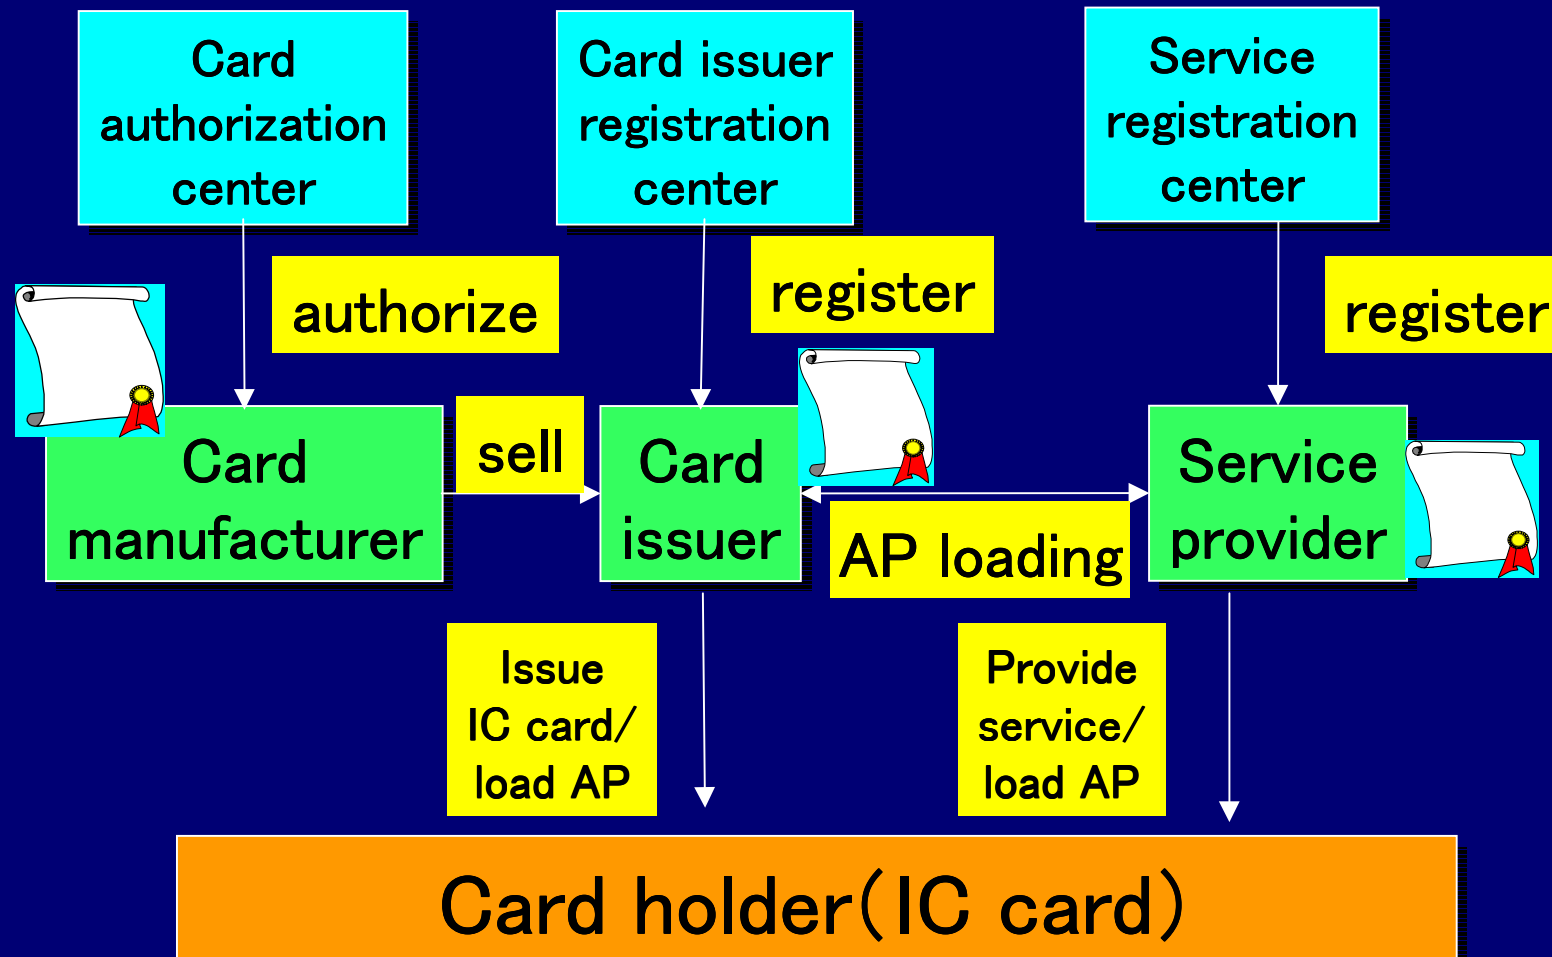 Card
authorization
center
Card issuer
registration
center
Service
registration
center
authorize
register
register
Card
manufacturer
sell
Card
issuer
AP loading
Service
provider
Issue
IC card/
load AP
Provide
service/
load AP
Card holder(IC card)